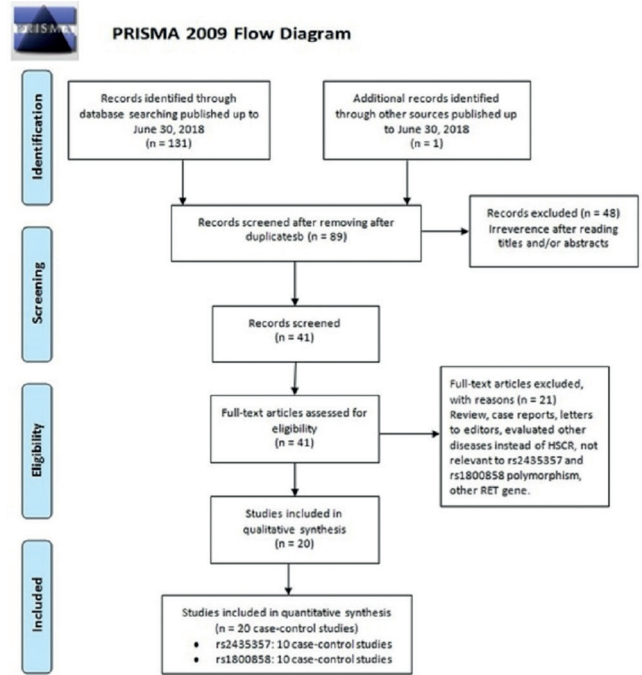 PRISMA
PRISMA 2009 Flow Diagram
Identification
Records identified through
database searching published up to
June 30, 2018
(n = 131)
Additional records identified
through other sources published up
to June 30, 2018
(n = 1)
Records screened after removing after
duplicatesb (n = 89)
Records excluded (n = 48)
Irreverence after reading
titles and/or abstracts
Screening
Records screened
(n = 41)
Eligibility
Full-text articles assessed for
eligibility
(n = 41)
Full-text articles excluded,
with reasons (n = 21)
Review, case reports, letters
to editors, evaluated other
diseases instead of HSCR, not
relevant to rs2435357 and
rs1800858 polymorphism,
other RET gene.
Studies included in
qualitative synthesis
(n = 20)
Included
Studies included in quantitative synthesis
(n = 20 case-control studies)
• rs2435357: 10 case-control studies
• rs1800858: 10 case-control studies